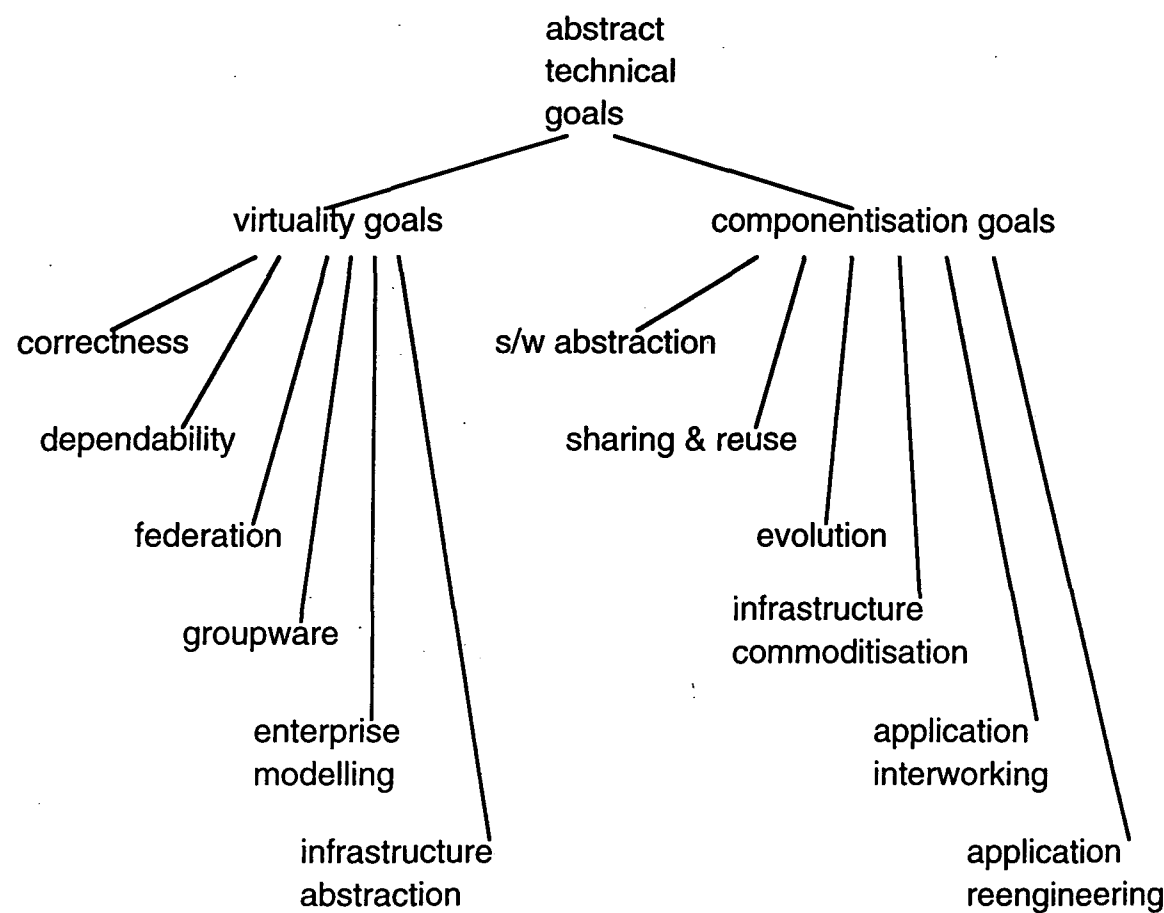 abstract
technical
goals
virtuality goals
componentisation goals
correctness
s/w abstraction
dependability
sharing & reuse
federation
evolution
groupware
infrastructure
commoditisation
enterprise
modelling
application
interworking
infrastructure
abstraction
application
reengineering